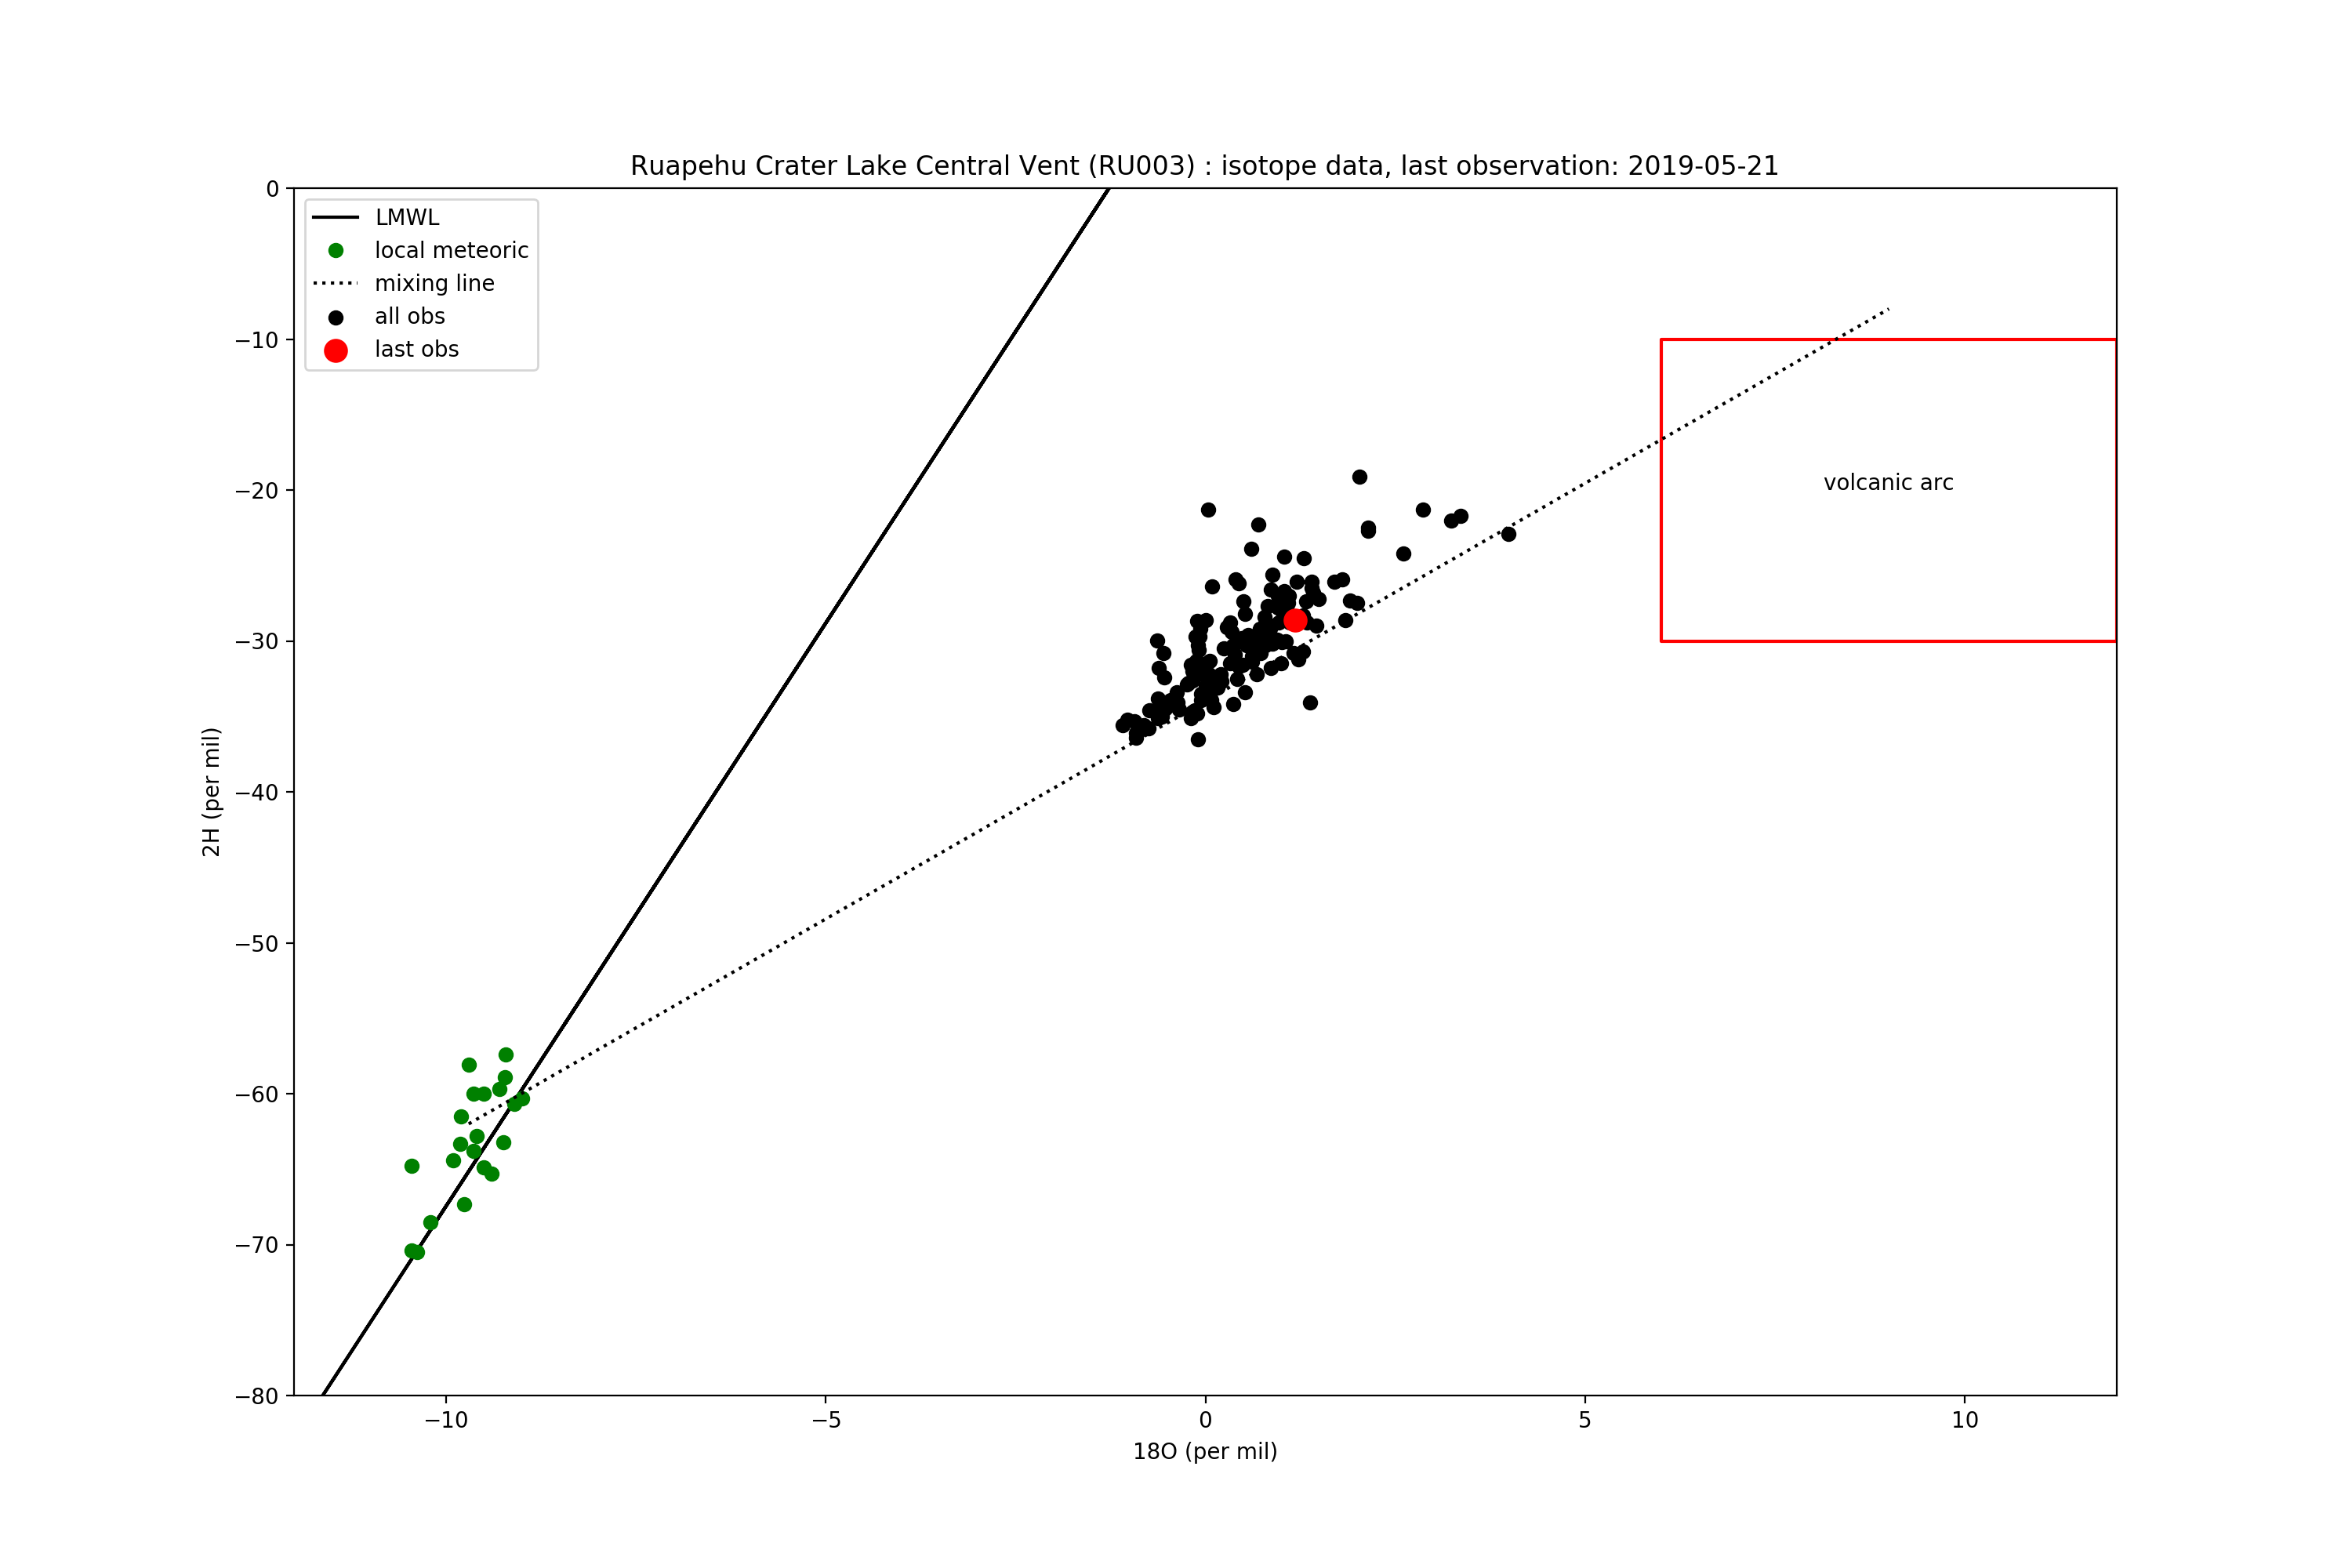 Ruapehu Crater Lake Central Vent (RU003) : isotope data, last observation: 2019-05-21
LMWL
local meteoric
mixing line
all obs
last obs
volcanic arc
0
−10
−20
−30
−40
−50
−60
−70
−80
2H (per mil)
−10
−5
0
5
10
18O (per mil)